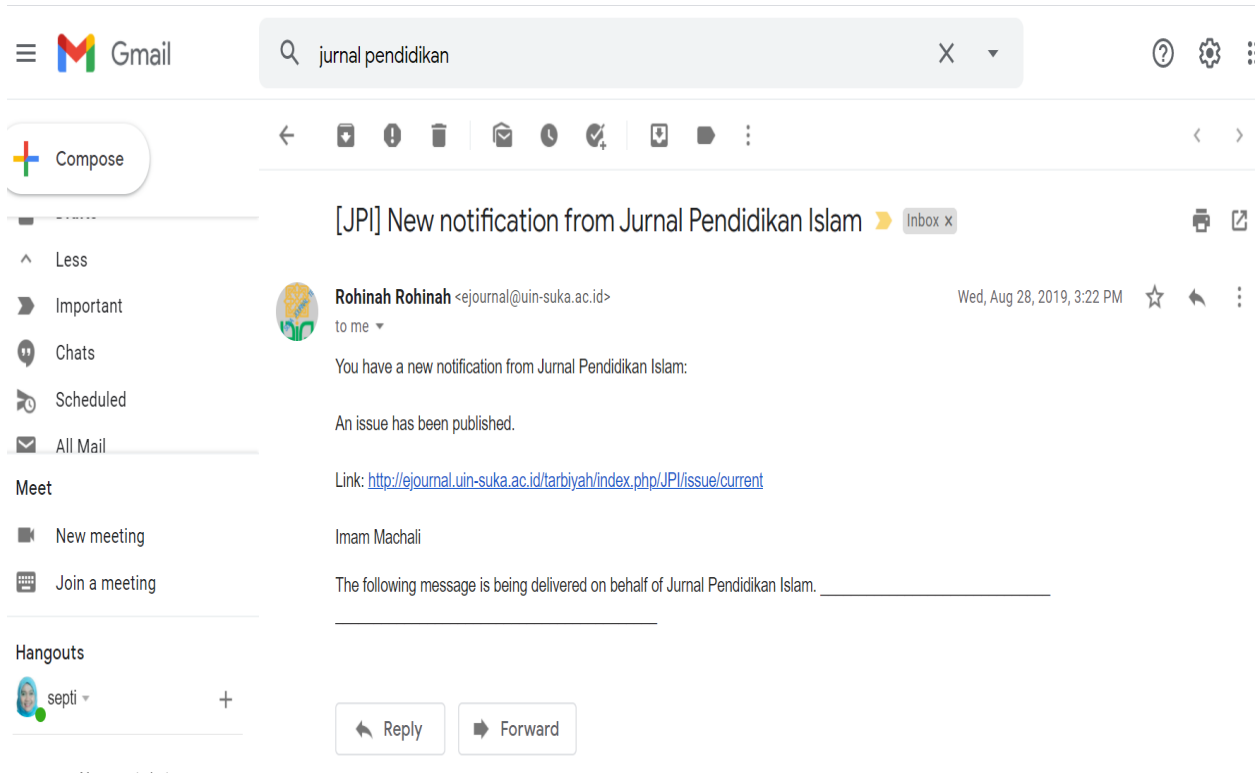 Gmail
jurnal pendidikan
Compose
Less
Important
Chats
Scheduled
All Mail
Meet
New meeting
Join a meeting
Hangouts
septi
[JPI] New notification from Jurnal Pendidikan Islam
Inbox x
Rohinah Rohinah <ejournal@uin-suka.ac.id>
Wed, Aug 28, 2019, 3:22 PM
to me
You have a new notification from Jurnal Pendidikan Islam:
An issue has been published.
Link: http://ejournal.uin-suka.ac.id/tarbiyah/index.php/JPI/issue/current
Imam Machali
The following message is being delivered on behalf of Jurnal Pendidikan Islam.
Reply
Forward